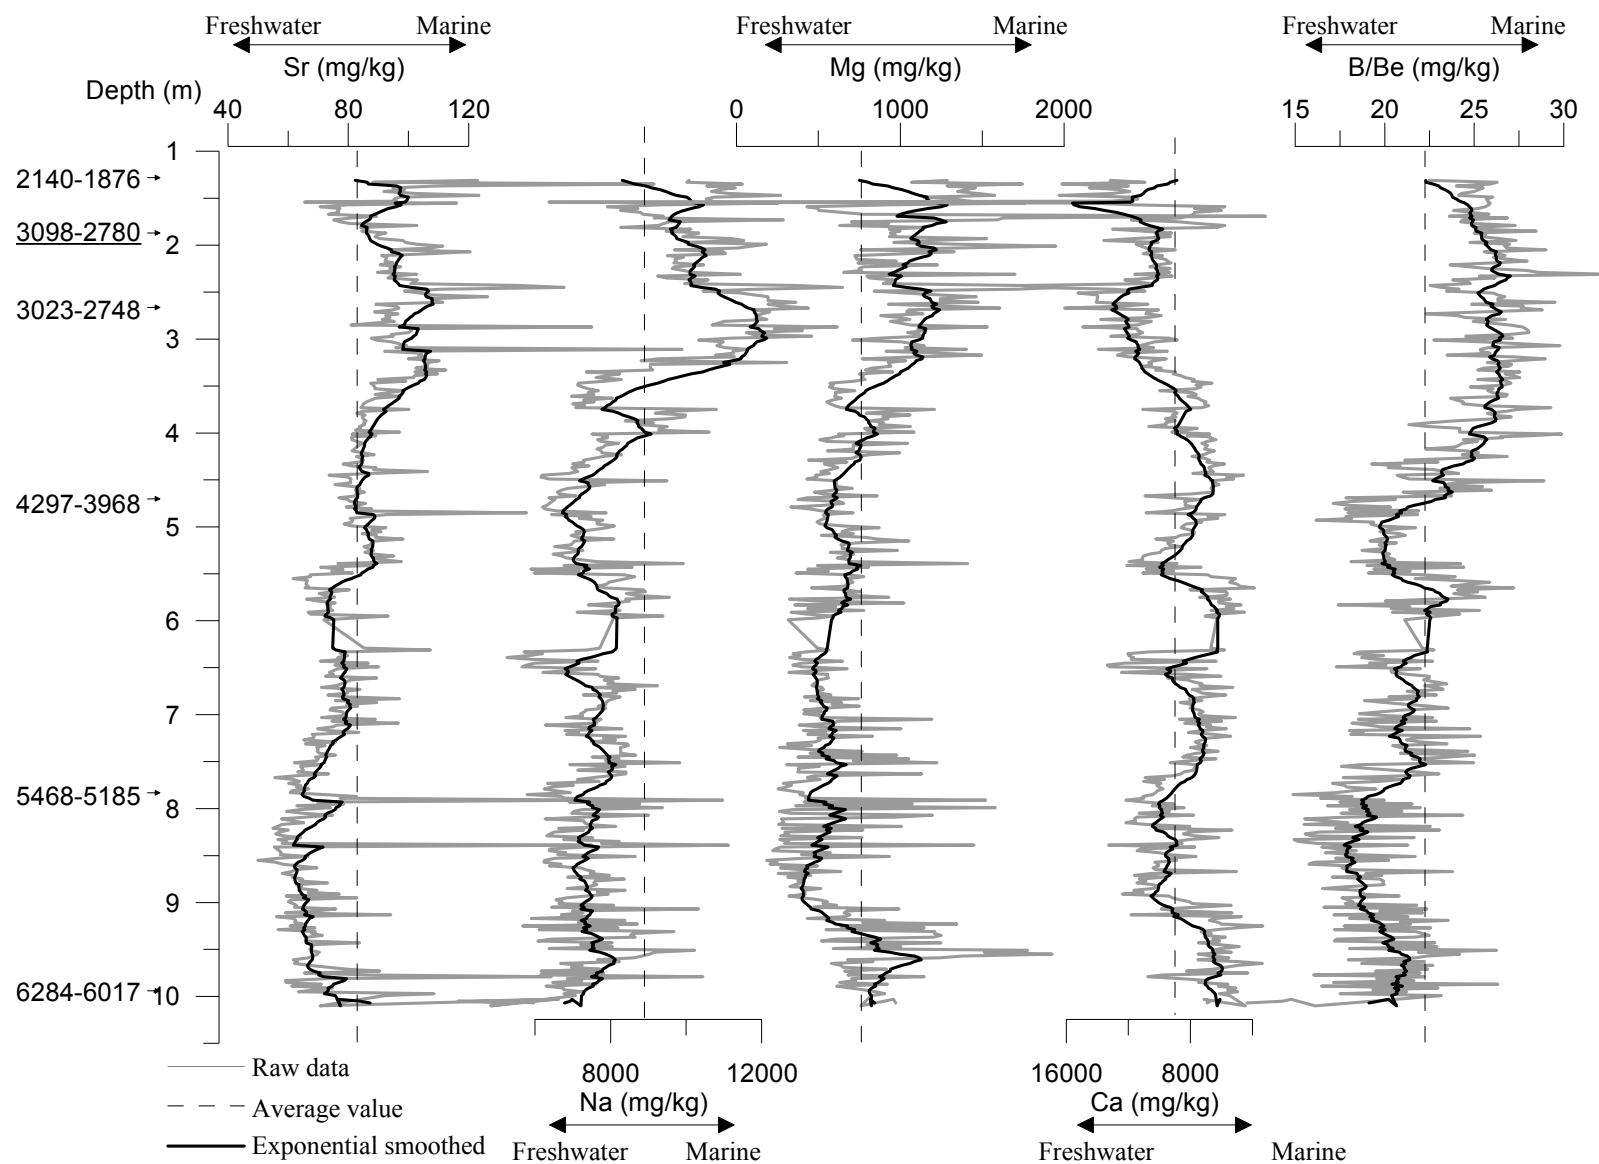 Freshwater Marine Freshwater Marine Freshwater Marine
Sr (mg/kg) Mg (mg/kg) B/Be (mg/kg)
Depth (m)
40 80 120 0 1000 2000 15 20 25 30
1
2140-1876
3098-2780
2
3023-2748
3
4
4297-3968
5
6
7
5468-5185
8
9
6284-6017
10
Raw data
8000 12000 16000 8000
Average value
Na (mg/kg) Ca (mg/kg)
Exponential smoothed
Freshwater Marine Freshwater Marine